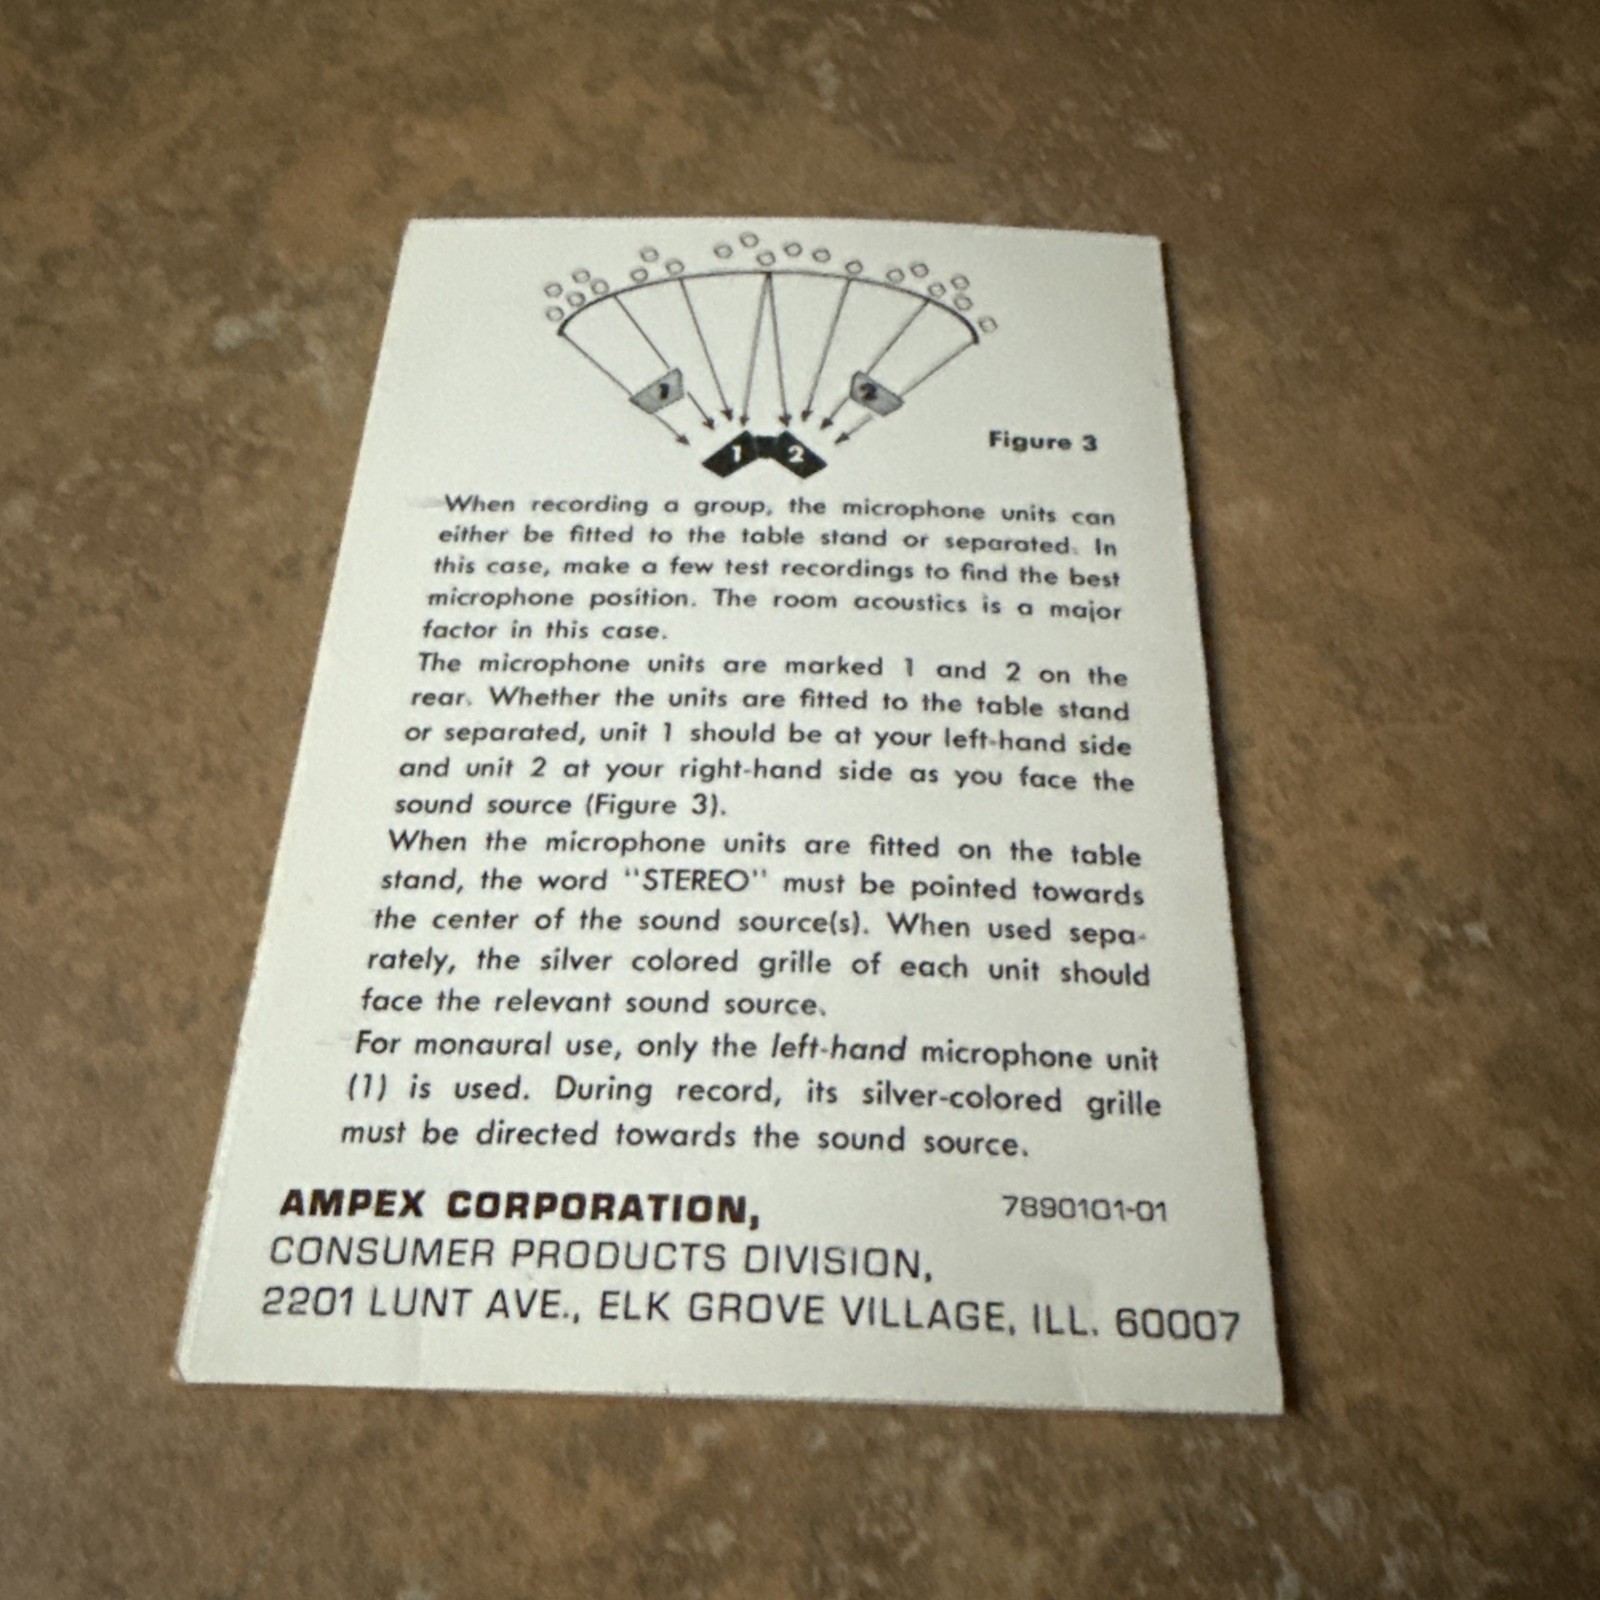 1
2
1 2
Figure 3
When recording a group, the microphone units can
either be fitted to the table stand or separated. In
this case, make a few test recordings to find the best
microphone position. The room acoustics is a major
factor in this case.
The microphone units are marked 1 and 2 on the
rear. Whether the units are fitted to the table stand
or separated, unit 1 should be at your left-hand side
and unit 2 at your right-hand side as you face the
sound source (Figure 3).
When the microphone units are fitted on the table
stand, the word "STEREO" must be pointed towards
the center of the sound source(s). When used sepa-
rately, the silver colored grille of each unit should
face the relevant sound source.
For monaural use, only the left-hand microphone unit
(1) is used. During record, its silver-colored grille
must be directed towards the sound source.
AMPEX CORPORATION, 7890101-01
CONSUMER PRODUCTS DIVISION,
2201 LUNT AVE., ELK GROVE VILLAGE, ILL. 60007